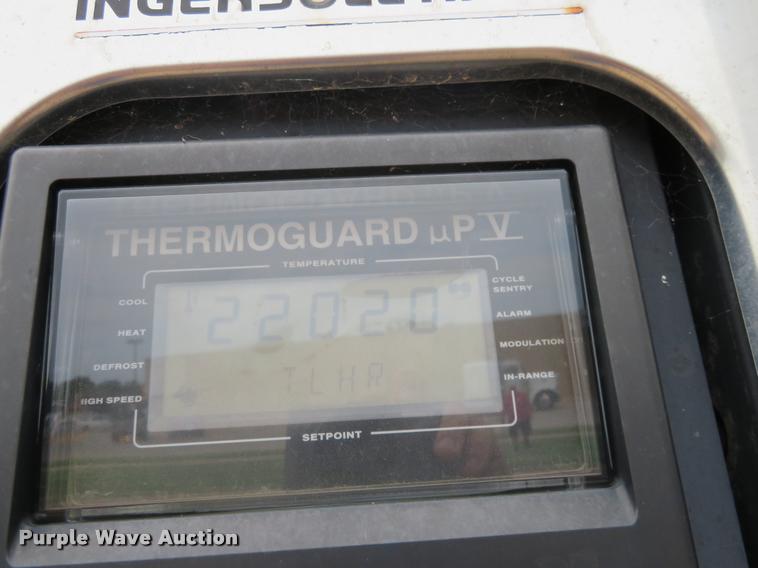 THERMOGUARD µP V
TEMPERATURE
COOL
HEAT
DEFROST
HIGH SPEED
22020
TLHR
CYCLE
SENTRY
ALARM
MODULATION
IN-RANGE
SETPOINT
Purple Wave Auction